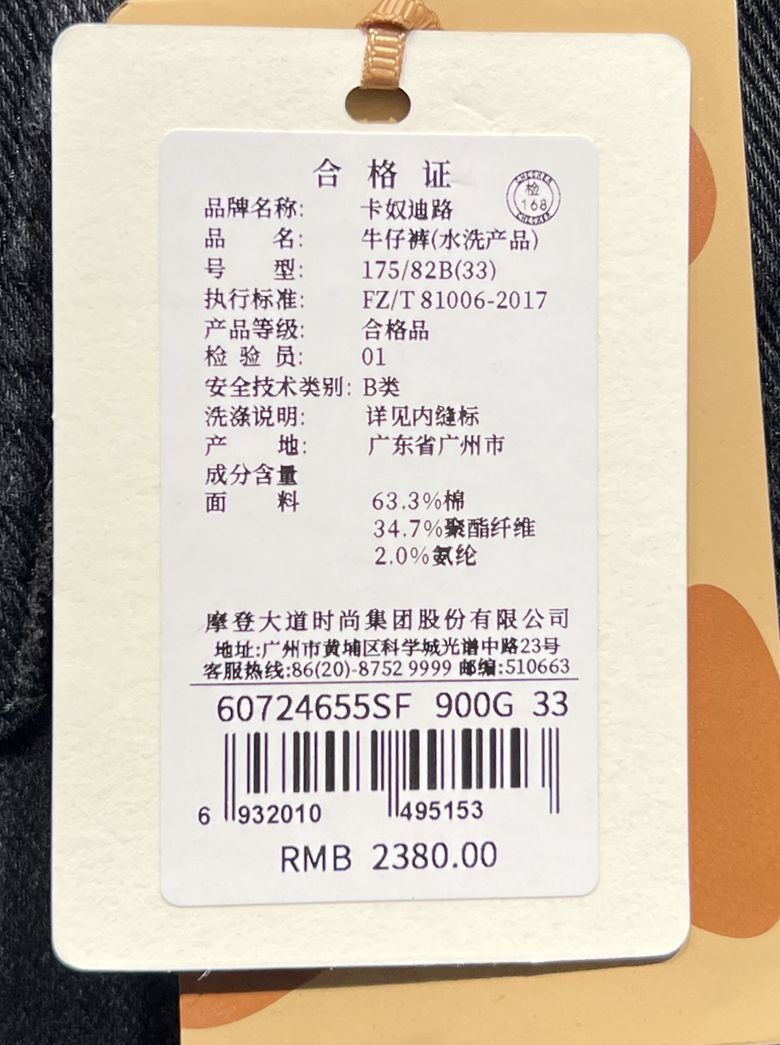 合格证
CHECKER
检
168
CHECKER
品牌名称: 卡奴迪路
品 名: 牛仔裤(水洗产品)
号 型: 175/82B(33)
执行标准: FZ/T 81006-2017
产品等级: 合格品
检 验 员: 01
安全技术类别: B类
洗涤说明: 详见内缝标
产 地: 广东省广州市
成分含量
面 料 63.3%棉
34.7%聚酯纤维
2.0%氨纶
摩登大道时尚集团股份有限公司
地址:广州市黄埔区科学城光谱中路23号
客服热线:86(20)-8752 9999 邮编:510663
60724655SF 900G 33
6 932010 495153
RMB 2380.00